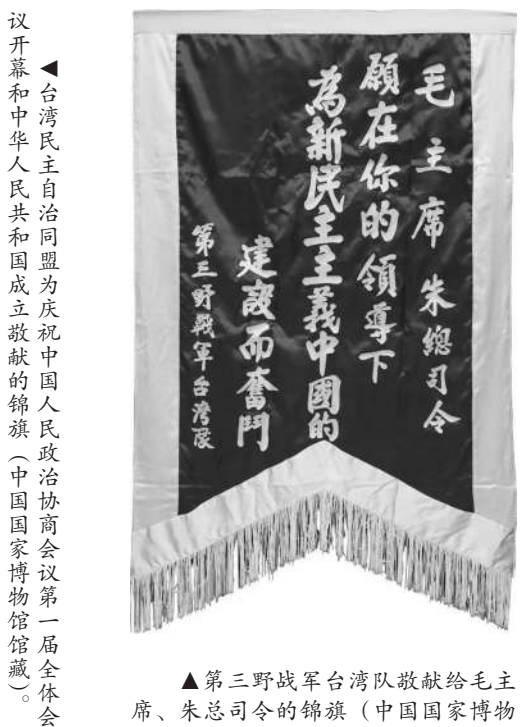 毛主席 朱總司令
願在你的領導下
為新民主主義中國的
建設而奮鬥
第三野戰軍台灣隊
◀台湾民主自治同盟为庆祝中国人民政治协商会议第一届全体会
议开幕和中华人民共和国成立敬献的锦旗（中国国家博物馆馆藏）。
▲第三野战军台湾队敬献给毛主
席、朱总司令的锦旗（中国国家博物